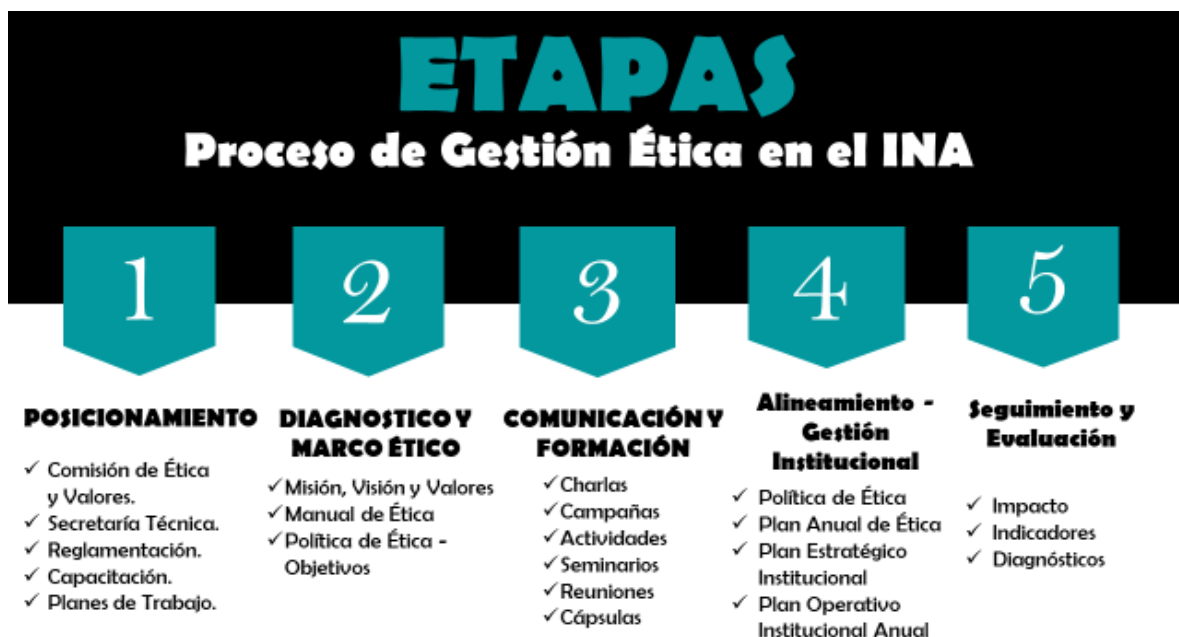 ETAPAS
Proceso de Gestión Ética en el INA
1
POSICIONAMIENTO
✓ Comisión de Ética
y Valores.
✓ Secretaría Técnica.
✓ Reglamentación.
✓ Capacitación.
✓ Planes de Trabajo.
2
DIAGNOSTICO Y
MARCO ÉTICO
✓ Misión, Visión y Valores
✓ Manual de Ética
✓ Política de Ética -
Objetivos
3
COMUNICACIÓN Y
FORMACIÓN
✓ Charlas
✓ Campañas
✓ Actividades
✓ Seminarios
✓ Reuniones
✓ Cápsulas
4
Alineamiento -
Gestión
Institucional
✓ Política de Ética
✓ Plan Anual de Ética
✓ Plan Estratégico
Institucional
✓ Plan Operativo
Institucional Anual
5
Seguimiento y
Evaluación
✓ Impacto
✓ Indicadores
✓ Diagnósticos